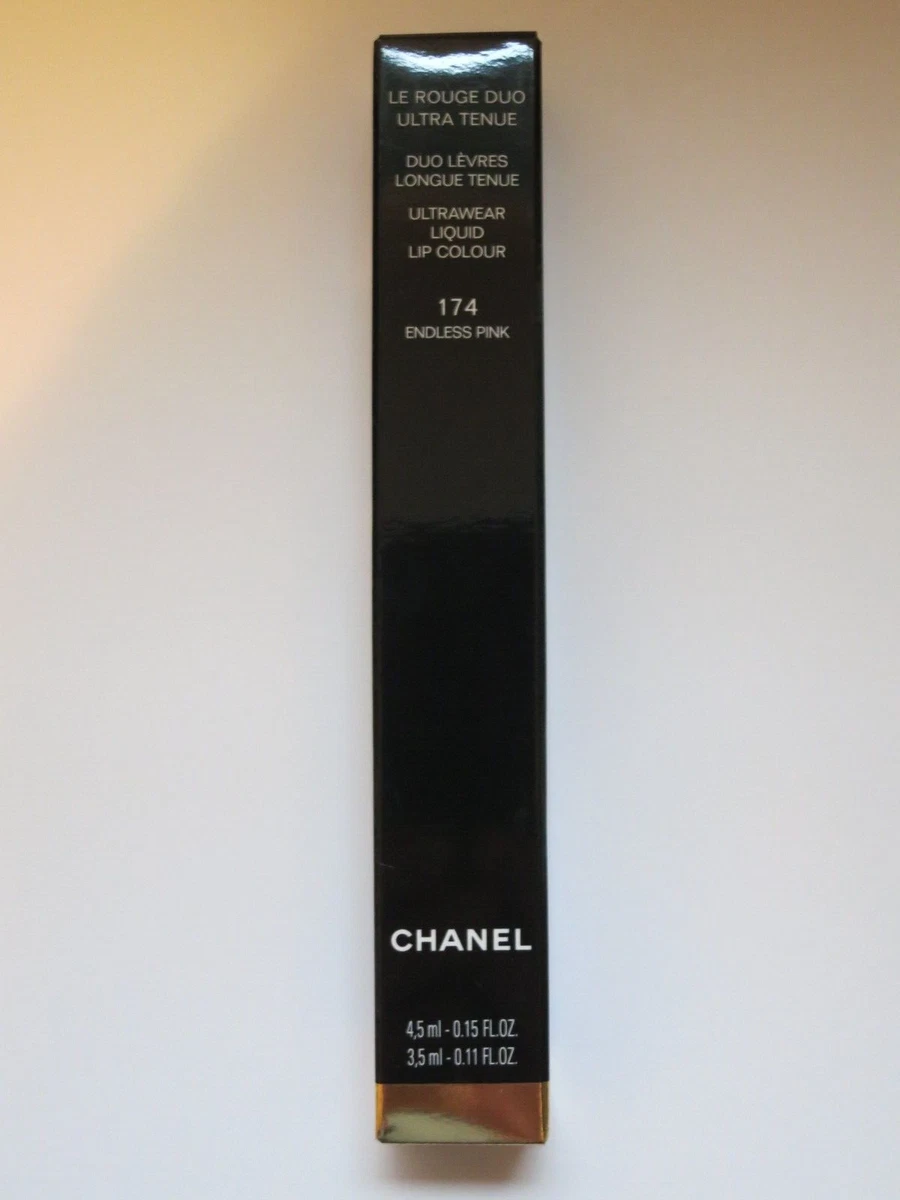 LE ROUGE DUO
ULTRA TENUE
DUO LÈVRES
LONGUE TENUE
ULTRAWEAR
LIQUID
LIP COLOUR
174
ENDLESS PINK
CHANEL
4,5 ml - 0.15 FL.OZ.
3,5 ml - 0.11 FL.OZ.